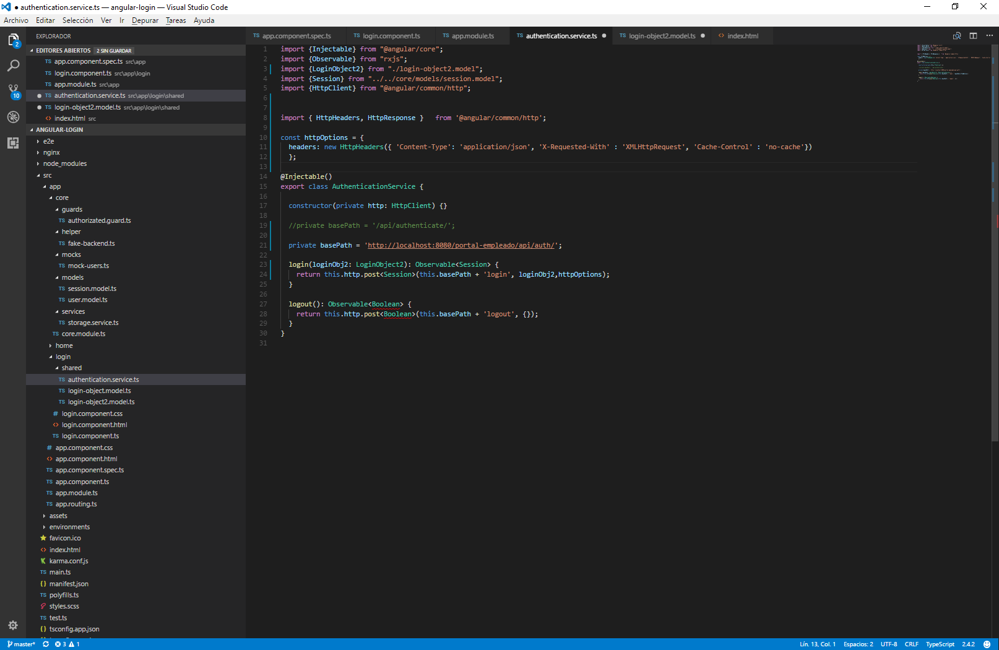 ● authentication.service.ts — angular-login — Visual Studio Code
Archivo Editar Selección Ver Ir Depurar Tareas Ayuda
EXPLORADOR
EDITORES ABIERTOS 2 SIN GUARDAR
TS app.component.spec.ts src\app
TS login.component.ts src\app\login
TS app.module.ts src\app
● TS authentication.service.ts src\app\login\shared
● TS login-object2.model.ts src\app\login\shared
<> index.html src
ANGULAR-LOGIN
e2e
nginx
node_modules
src
app
core
guards
TS authorizated.guard.ts
helper
TS fake-backend.ts
mocks
TS mock-users.ts
models
TS session.model.ts
TS user.model.ts
services
TS storage.service.ts
TS core.module.ts
home
login
shared
TS authentication.service.ts
TS login-object.model.ts
TS login-object2.model.ts
# login.component.css
<> login.component.html
TS login.component.ts
# app.component.css
<> app.component.html
TS app.component.spec.ts
TS app.component.ts
TS app.module.ts
TS app.routing.ts
assets
environments
favicon.ico
<> index.html
karma.conf.js
TS main.ts
{} manifest.json
TS polyfills.ts
styles.scss
TS test.ts
{} tsconfig.app.json
2
10
TS app.component.spec.ts TS login.component.ts TS app.module.ts TS authentication.service.ts ● TS login-object2.model.ts ● <> index.html
1 import {Injectable} from "@angular/core";
2 import {Observable} from "rxjs";
3 import {LoginObject2} from "./login-object2.model";
4 import {Session} from "../../core/models/session.model";
5 import {HttpClient} from "@angular/common/http";
6
7
8 import { HttpHeaders, HttpResponse }   from '@angular/common/http';
9
10 const httpOptions = {
11   headers: new HttpHeaders({ 'Content-Type': 'application/json', 'X-Requested-With' : 'XMLHttpRequest', 'Cache-Control' : 'no-cache'})
12   };
13
14 @Injectable()
15 export class AuthenticationService {
16
17   constructor(private http: HttpClient) {}
18
19   //private basePath = '/api/authenticate/';
20
21   private basePath = 'http://localhost:8080/portal-empleado/api/auth/';
22
23   login(loginObj2: LoginObject2): Observable<Session> {
24     return this.http.post<Session>(this.basePath + 'login', loginObj2,httpOptions);
25   }
26
27   logout(): Observable<Boolean> {
28     return this.http.post<Boolean>(this.basePath + 'logout', {});
29   }
30 }
31
master* 3 1 Lín. 13, Col. 1 Espacios: 2 UTF-8 CRLF TypeScript 2.4.2